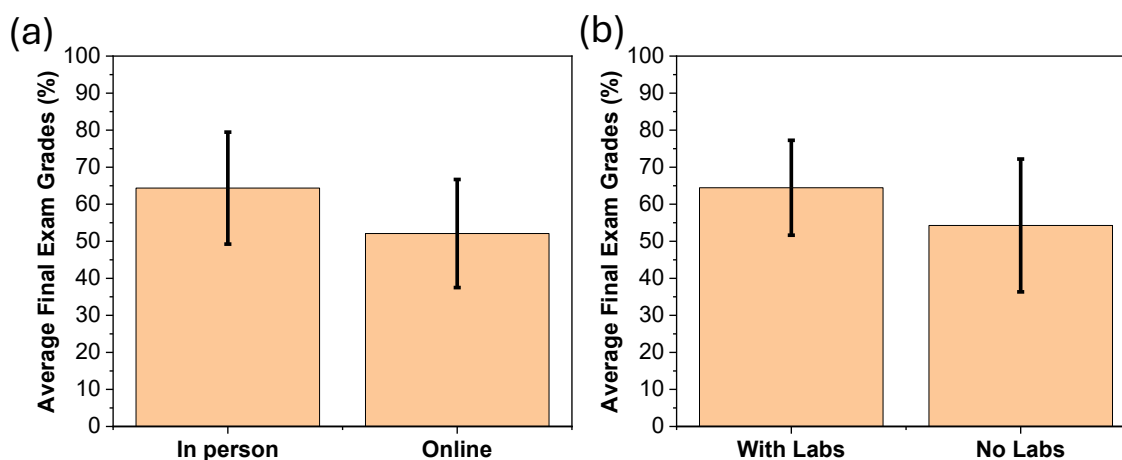 (a)
Average Final Exam Grades (%)
100
90
80
70
60
50
40
30
20
10
0
In person
Online
(b)
Average Final Exam Grades (%)
100
90
80
70
60
50
40
30
20
10
0
With Labs
No Labs